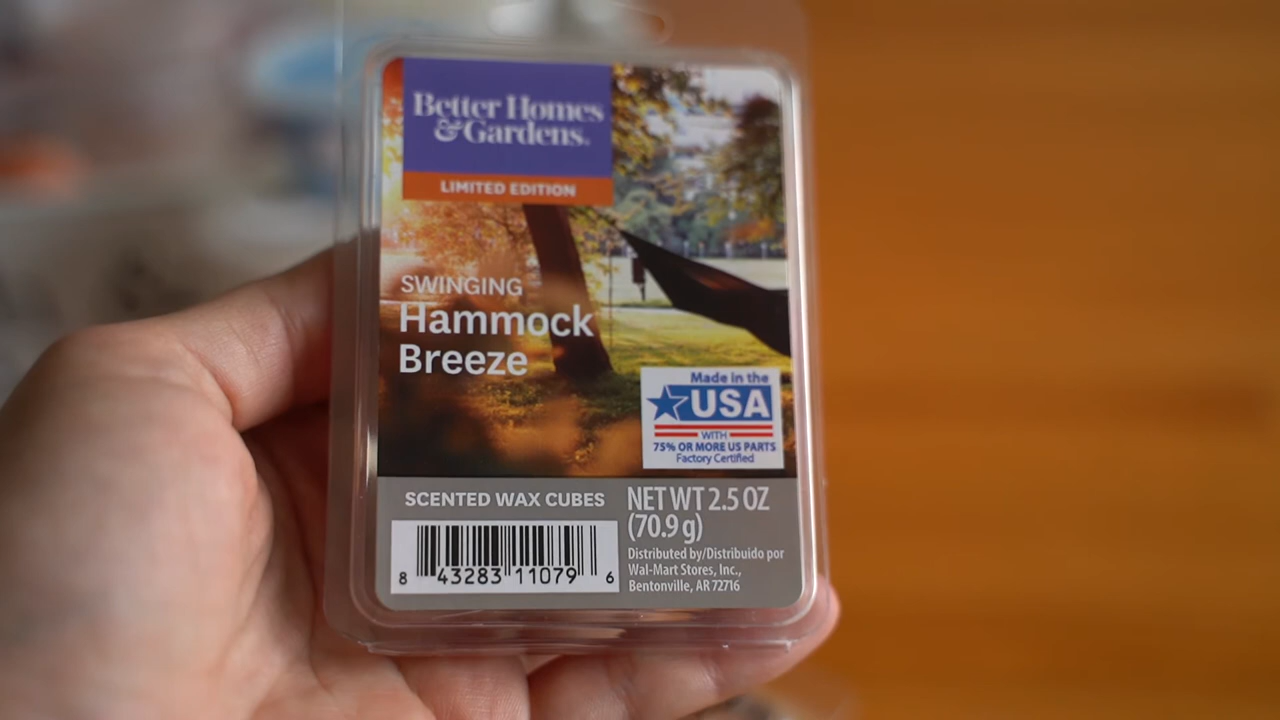 Better Homes
&Gardens.
LIMITED EDITION
SWINGING
Hammock
Breeze
Made in the
USA
WITH
75% OR MORE US PARTS
Factory Certified
SCENTED WAX CUBES
NET WT 2.5 OZ
(70.9 g)
Distributed by/Distribuido por
Wal-Mart Stores, Inc.,
Bentonville, AR 72716
8 43283 11079 6